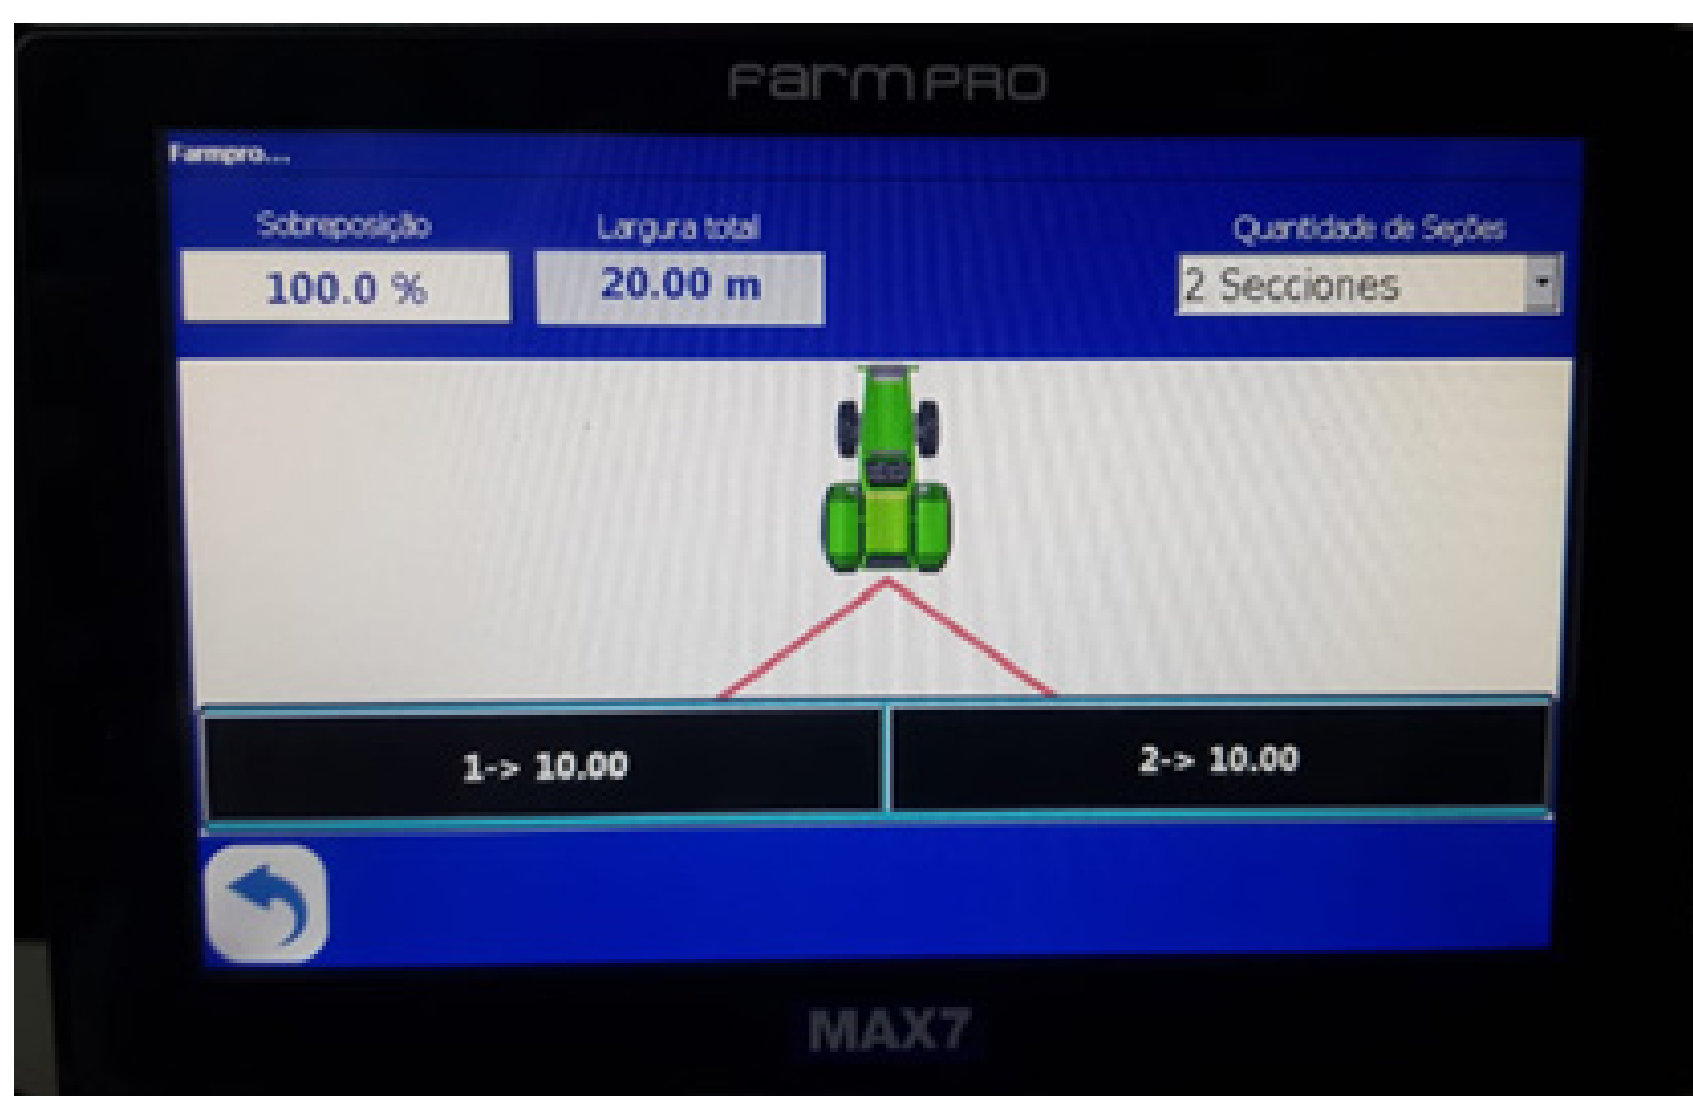 Farmpro
Farmpro...
Sobreposição
Largura total
Quantidade de Seções
100.0 %
20.00 m
2 Secciones
1-> 10.00
2-> 10.00
MAX7